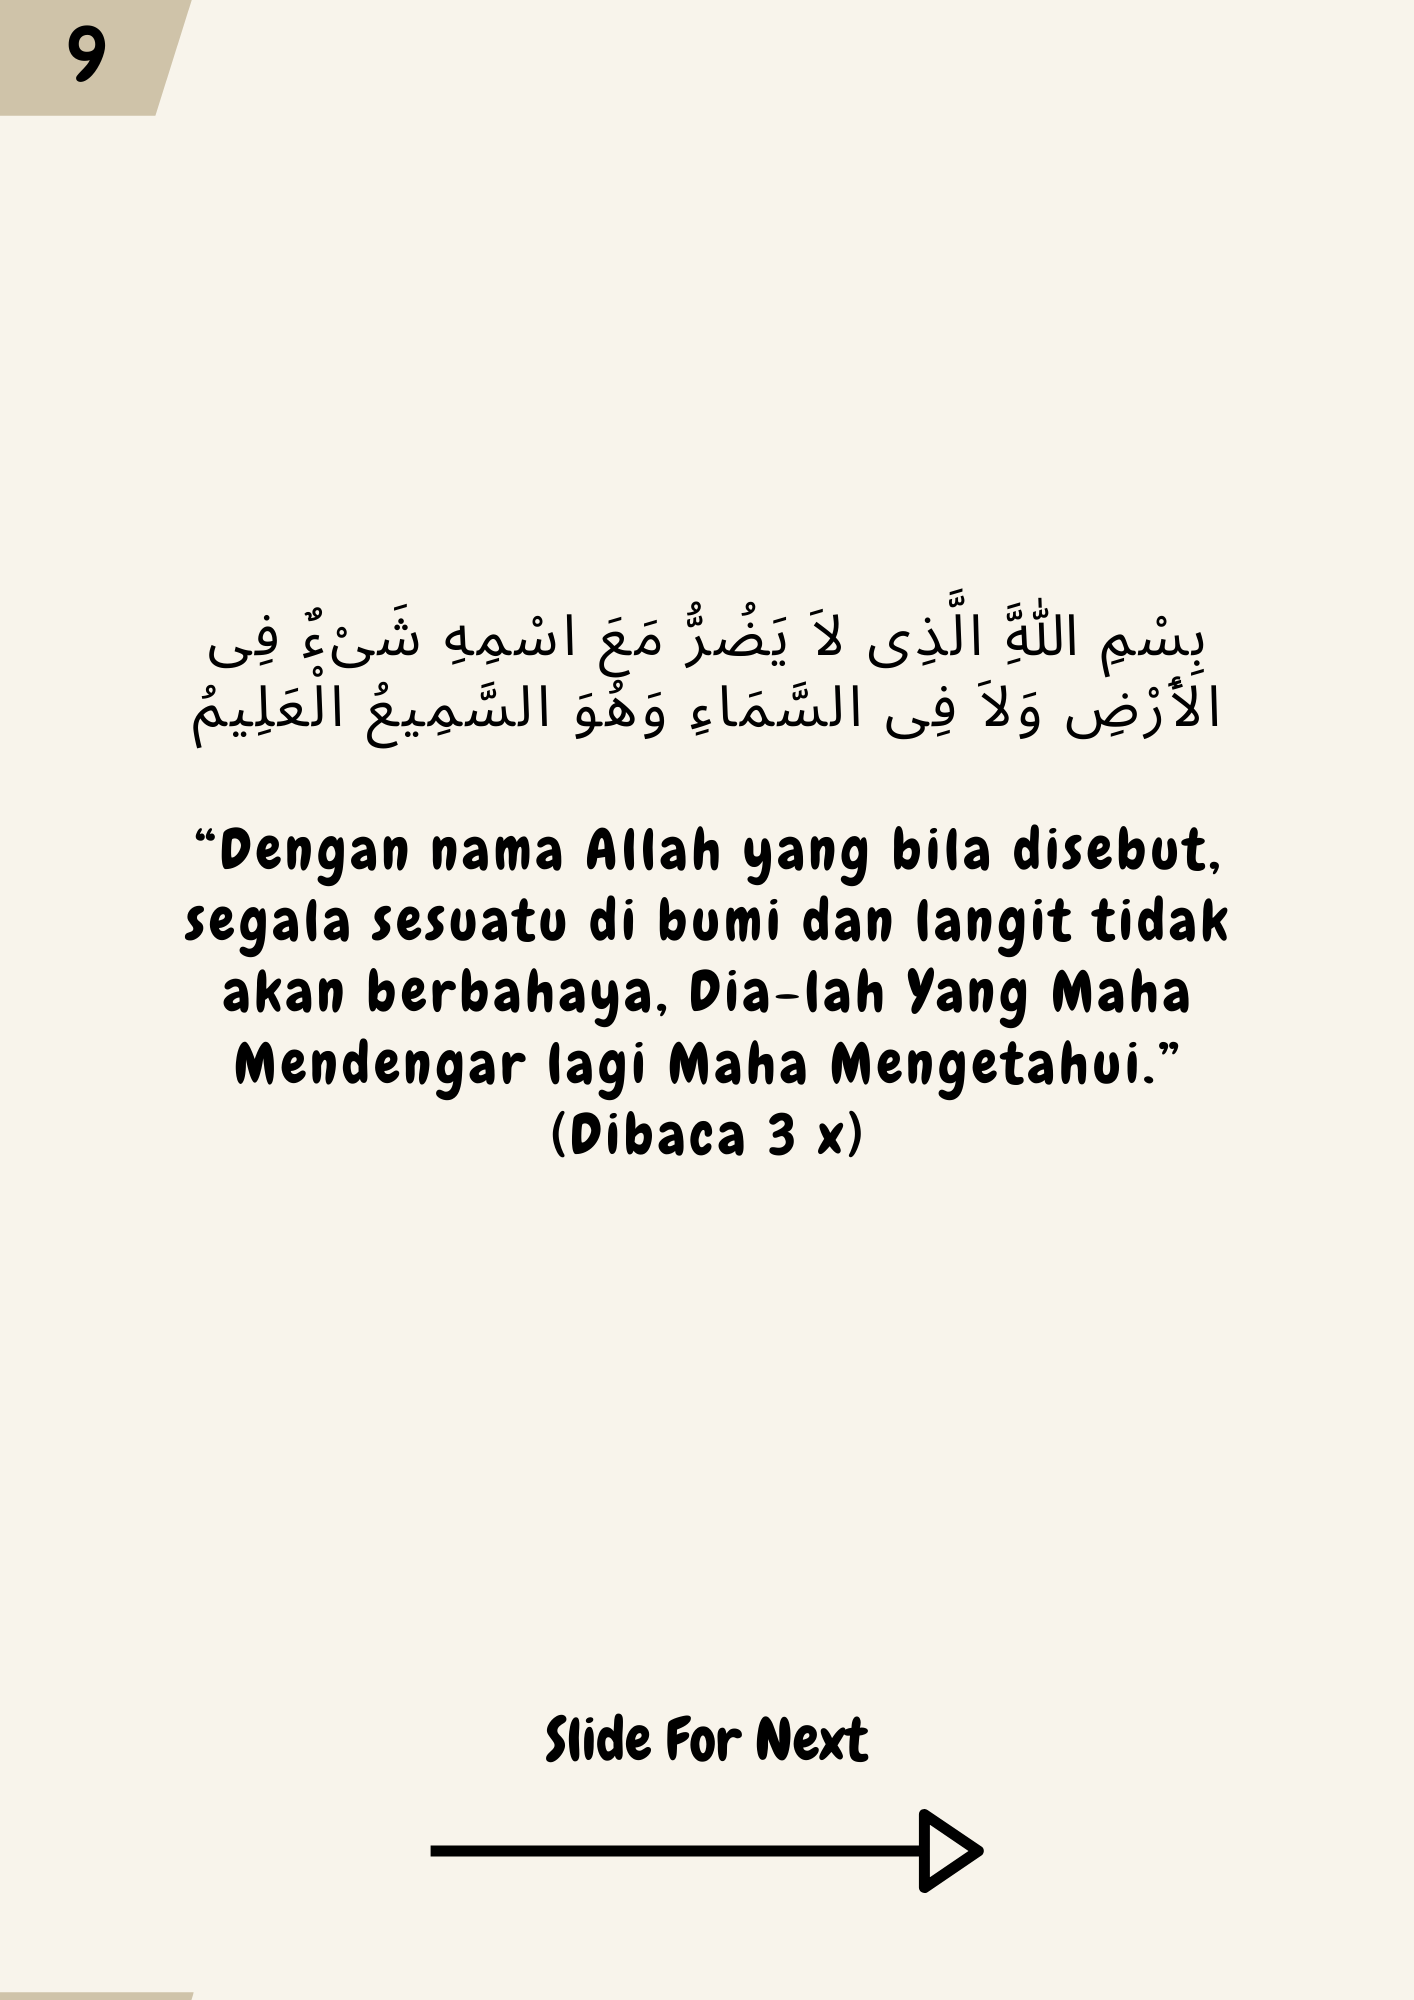 9
بِسْمِ اللَّهِ الَّذِى لاَ يَضُرُّ مَعَ اسْمِهِ شَىْءٌ فِى
الأَرْضِ وَلاَ فِى السَّمَاءِ وَهُوَ السَّمِيعُ الْعَلِيمُ
“Dengan nama Allah yang bila disebut,
segala sesuatu di bumi dan langit tidak
akan berbahaya, Dia-lah Yang Maha
Mendengar lagi Maha Mengetahui.”
(Dibaca 3 x)
Slide For Next